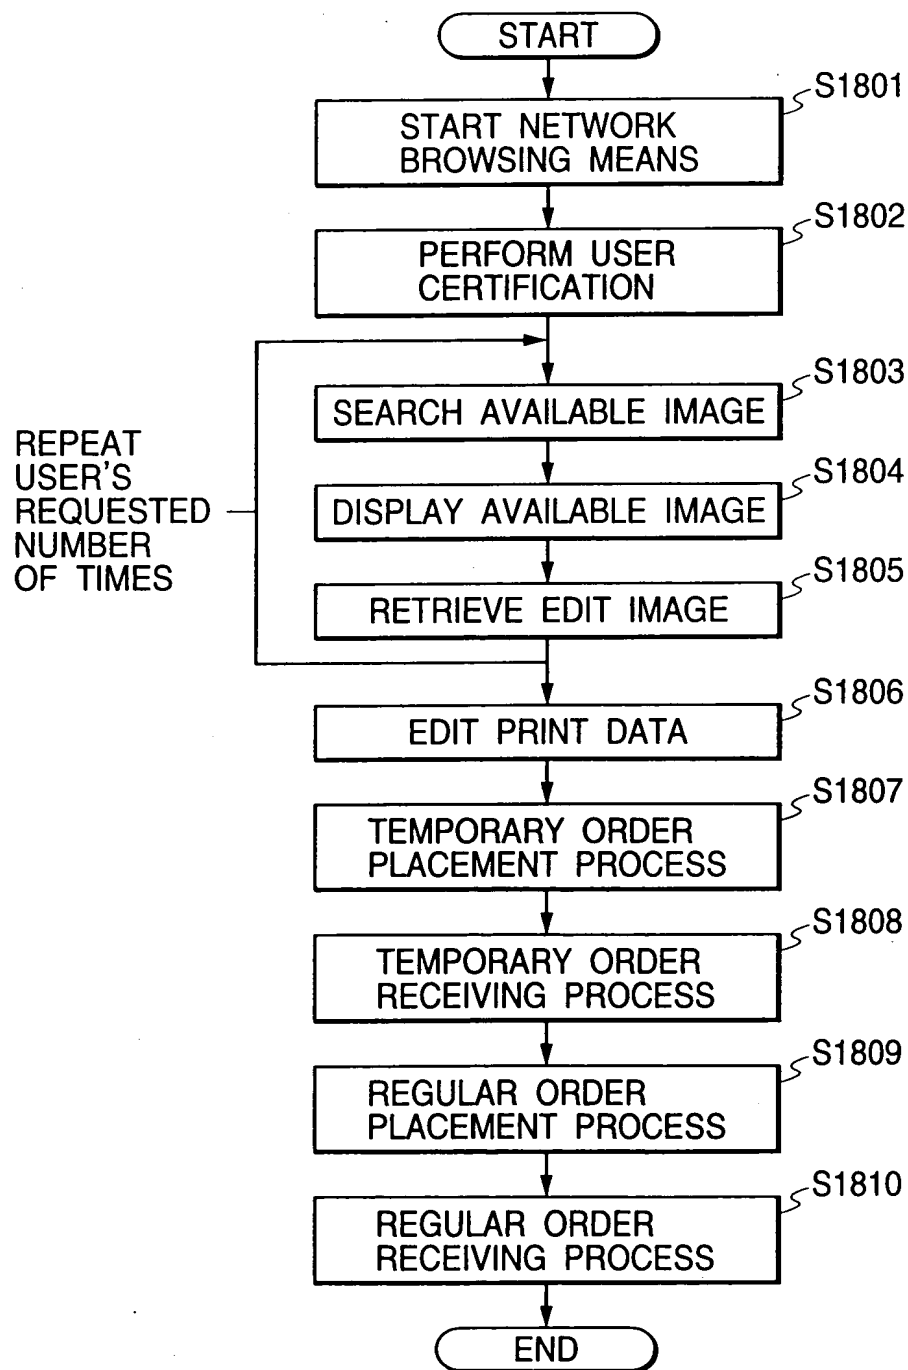 START
S1801
START NETWORK
BROWSING MEANS
S1802
PERFORM USER
CERTIFICATION
S1803
SEARCH AVAILABLE IMAGE
REPEAT
USER'S
REQUESTED
NUMBER
OF TIMES
S1804
DISPLAY AVAILABLE IMAGE
S1805
RETRIEVE EDIT IMAGE
S1806
EDIT PRINT DATA
S1807
TEMPORARY ORDER
PLACEMENT PROCESS
S1808
TEMPORARY ORDER
RECEIVING PROCESS
S1809
REGULAR ORDER
PLACEMENT PROCESS
S1810
REGULAR ORDER
RECEIVING PROCESS
END